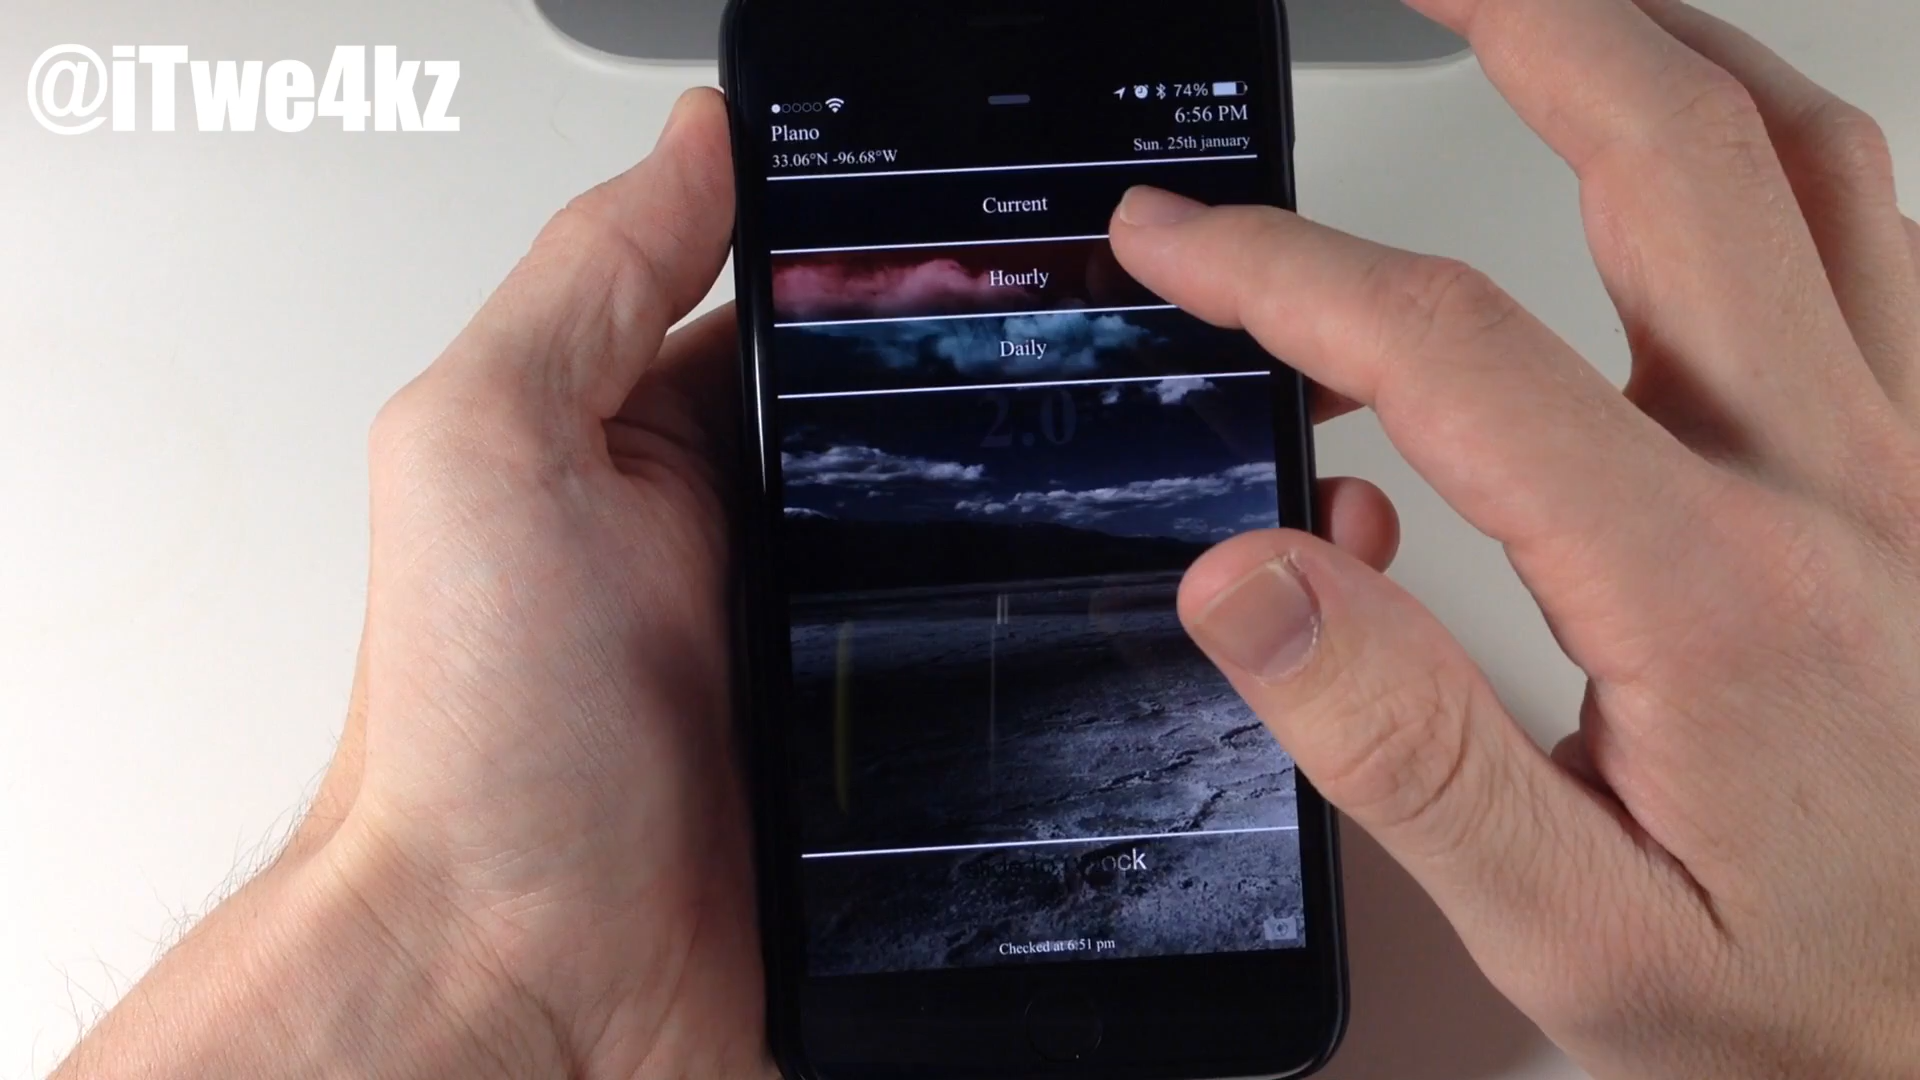 @iTwe4kz
74%
6:56 PM
Plano
Sun. 25th january
33.06°N -96.68°W
Current
Hourly
Daily
2.0
Checked at 6:51 pm